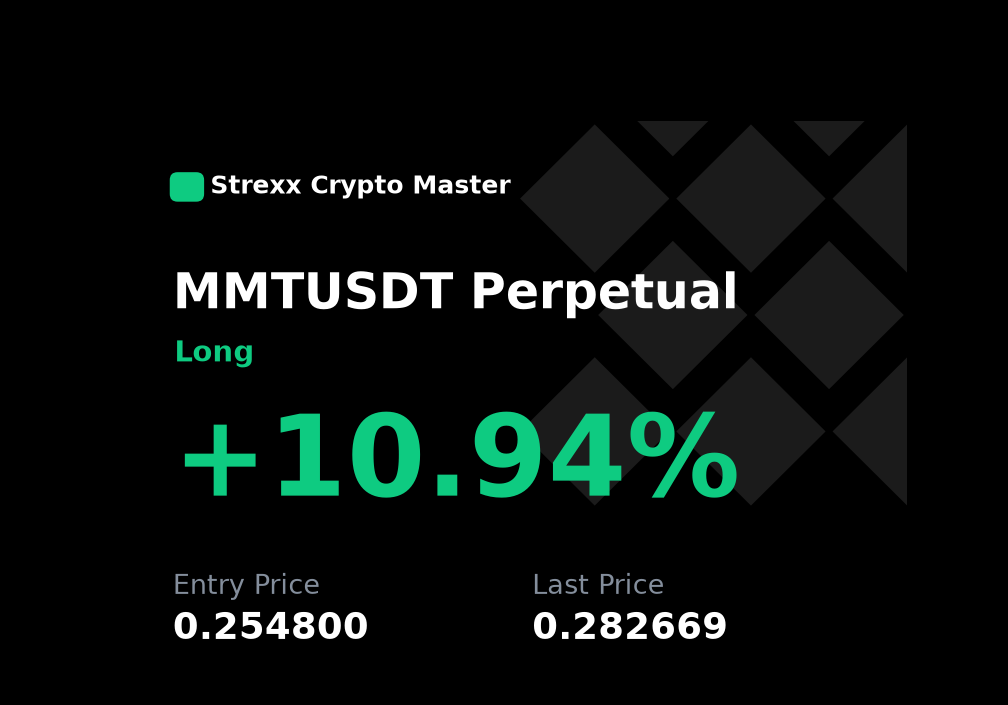 Strexx Crypto Master
MMTUSDT Perpetual
Long
+10.94%
Entry Price Last Price
0.254800 0.282669